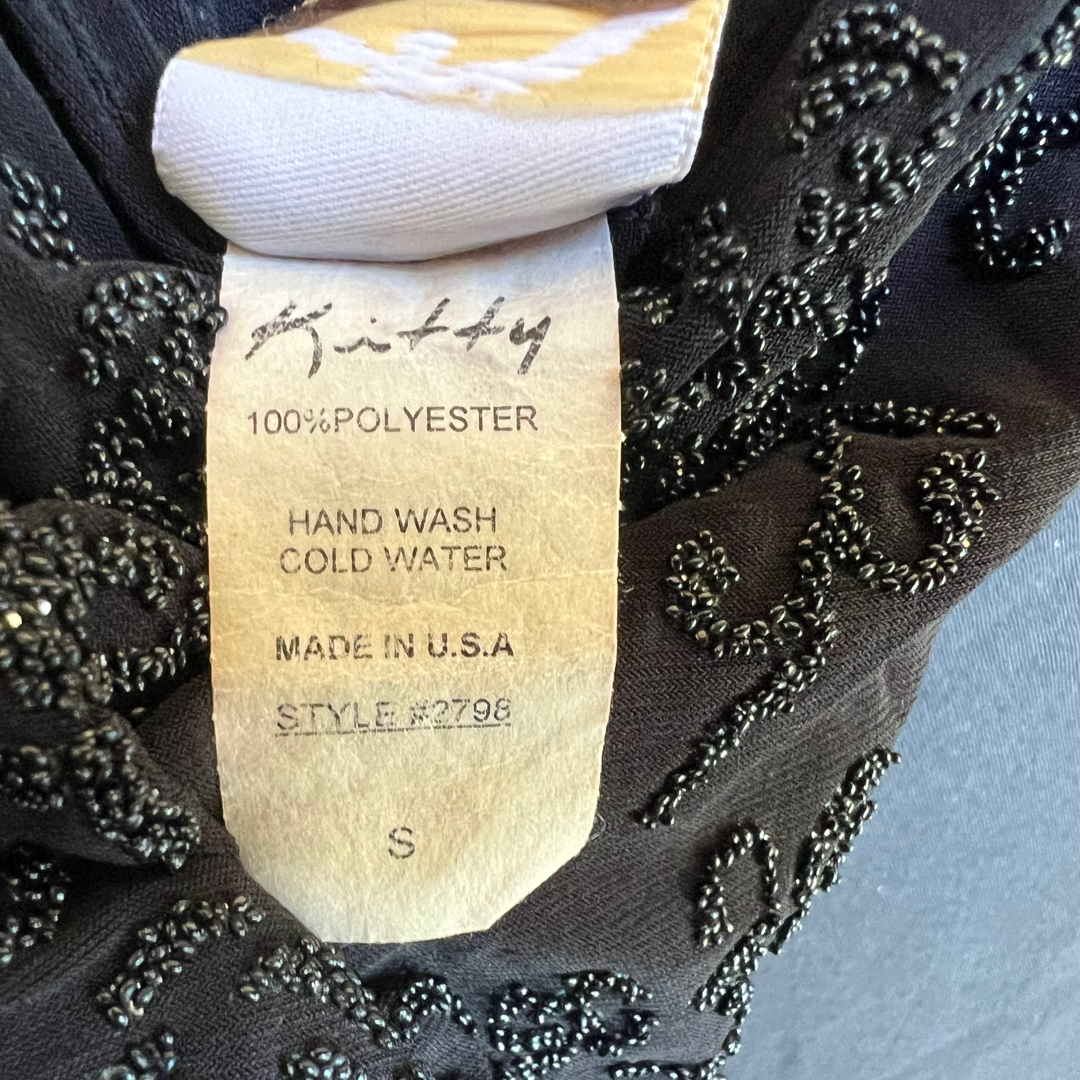 Kitty
100%POLYESTER
HAND WASH
COLD WATER
MADE IN U.S.A
STYLE #2798
S